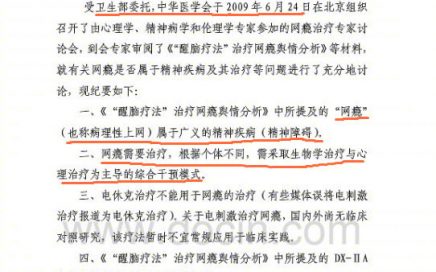 受卫生部委托，中华医学会于 2009 年 6 月 24 日在北京组
织召开了由心理学、精神病学和伦理学专家参加的网瘾治疗专家讨
论会，到会专家审阅了《“醒脑疗法”治疗网瘾舆情分析》等材料，
就有关网瘾是否属于精神疾病及其治疗等问题进行了充分地讨
论，现纪要如下：
一、《“醒脑疗法”治疗网瘾舆情分析》中所提及的“网瘾”
（也称病理性上网）属于广义的精神疾病（精神障碍）。
二、网瘾需要治疗，根据个体不同，需采取生物学治疗与心
理治疗为主导的综合干预模式。
三、电休克治疗不能用于网瘾的治疗（有些媒体误将电刺激
治疗报道为电休克治疗）。关于电刺激治疗网瘾，国内外尚无临床
对照研究，该疗法暂时不宜常规应用于临床实践。
四、《“醒脑疗法”治疗网瘾舆情分析》中所提及的 DX-ⅡA